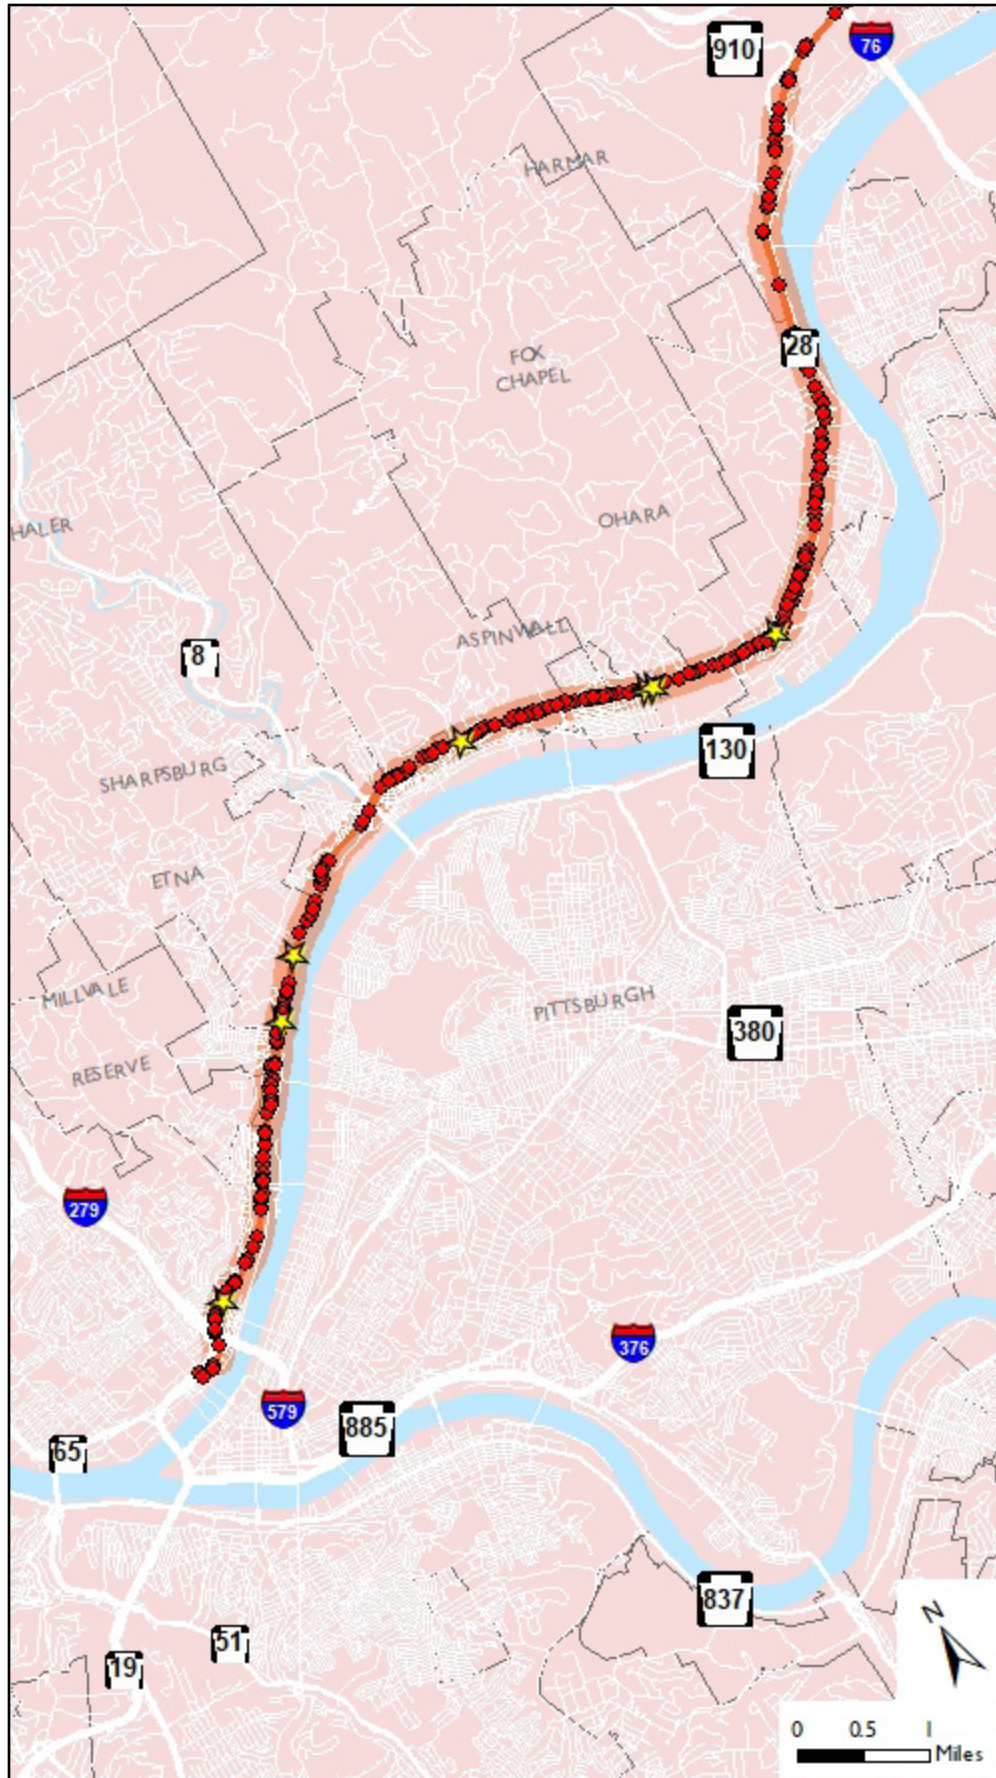 910
76
HARMAR
28
FOX
CHAPEL
OHARA
HALER
ASPINWALL
8
130
SHARPSBURG
ETNA
MILLVALE
PITTSBURGH
380
RESERVE
279
376
579
885
65
837
N
51
19
0 0.5 1
Miles